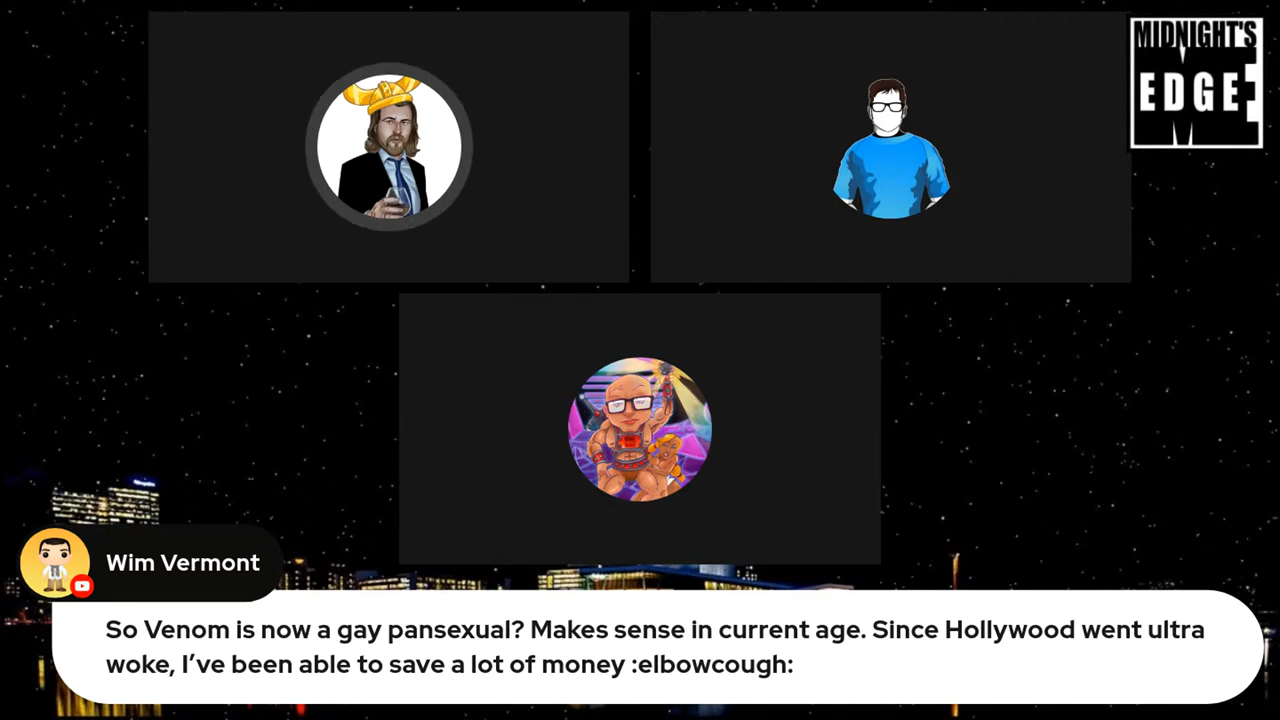 MIDNIGHT'S
EDGE
Wim Vermont
So Venom is now a gay pansexual? Makes sense in current age. Since Hollywood went ultra
woke, I’ve been able to save a lot of money :elbowcough: